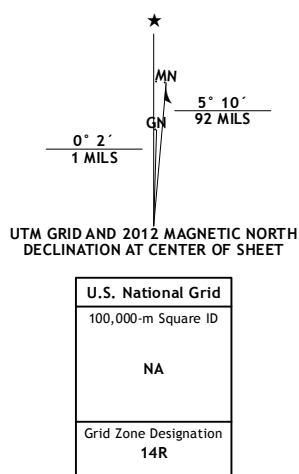 ★
MN
5° 10´
92 MILS
GN
0° 2´
1 MILS
UTM GRID AND 2012 MAGNETIC NORTH
DECLINATION AT CENTER OF SHEET
U.S. National Grid
100,000-m Square ID
NA
Grid Zone Designation
14R